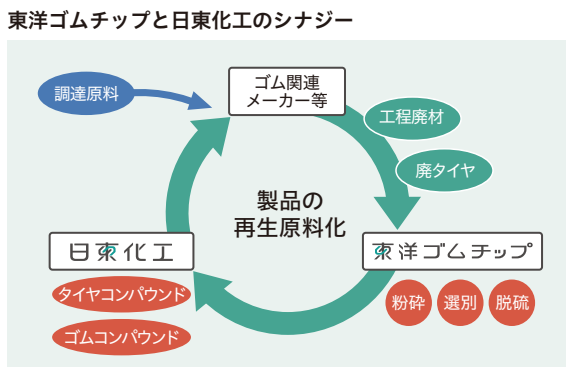 東洋ゴムチップと日東化工のシナジー
調達原料
ゴム関連
メーカー等
工程廃材
廃タイヤ
製品の
再生原料化
日東化工
東洋ゴムチップ
タイヤコンパウンド
ゴムコンパウンド
粉砕
選別
脱硫